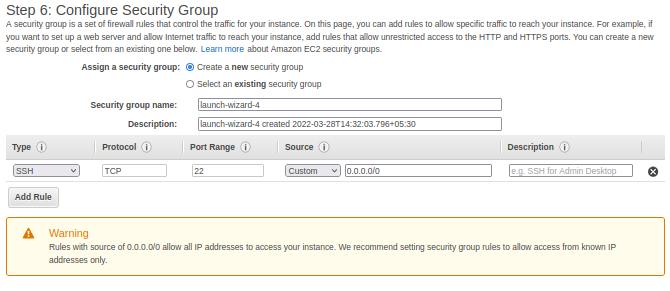 Step 6: Configure Security Group
A security group is a set of firewall rules that control the traffic for your instance. On this page, you can add rules to allow specific traffic to reach your instance. For example, if
you want to set up a web server and allow Internet traffic to reach your instance, add rules that allow unrestricted access to the HTTP and HTTPS ports. You can create a new
security group or select from an existing one below. Learn more about Amazon EC2 security groups.
Assign a security group: Create a new security group
Select an existing security group
Security group name: launch-wizard-4
Description: launch-wizard-4 created 2022-03-28T14:32:03.796+05:30
Type i Protocol i Port Range i Source i Description i
SSH TCP 22 Custom 0.0.0.0/0 e.g. SSH for Admin Desktop
Add Rule
Warning
Rules with source of 0.0.0.0/0 allow all IP addresses to access your instance. We recommend setting security group rules to allow access from known IP
addresses only.